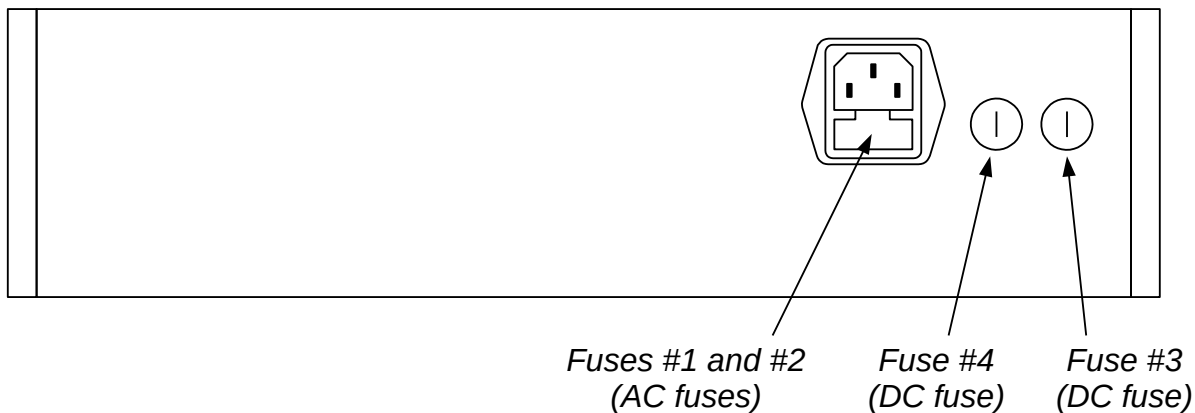 Fuses #1 and #2
(AC fuses)
Fuse #4
(DC fuse)
Fuse #3
(DC fuse)